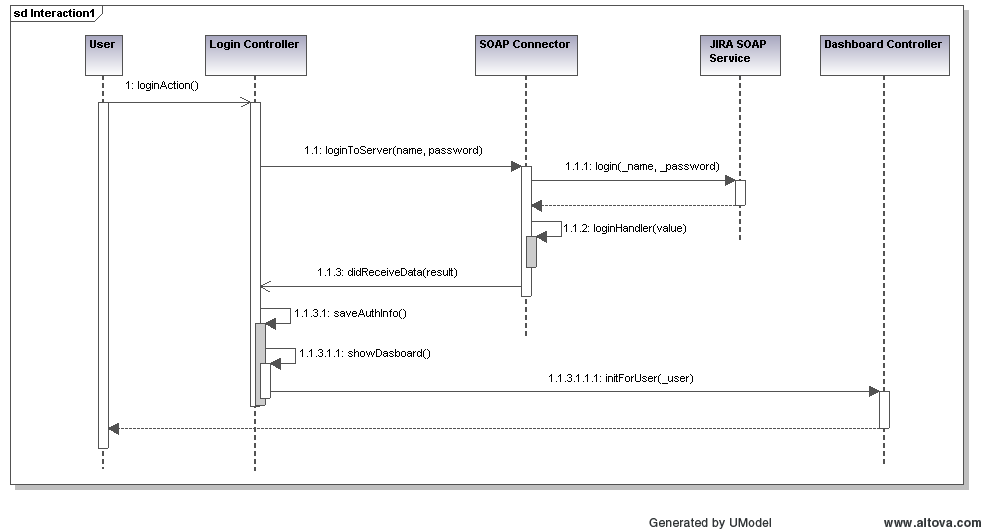 sd Interaction1
User
Login Controller
SOAP Connector
JIRA SOAP
Service
Dashboard Controller
1: loginAction()
1.1: loginToServer(name, password)
1.1.1: login(_name, _password)
1.1.2: loginHandler(value)
1.1.3: didReceiveData(result)
1.1.3.1: saveAuthInfo()
1.1.3.1.1: showDasboard()
1.1.3.1.1.1: initForUser(_user)
Generated by UModel
www.altova.com